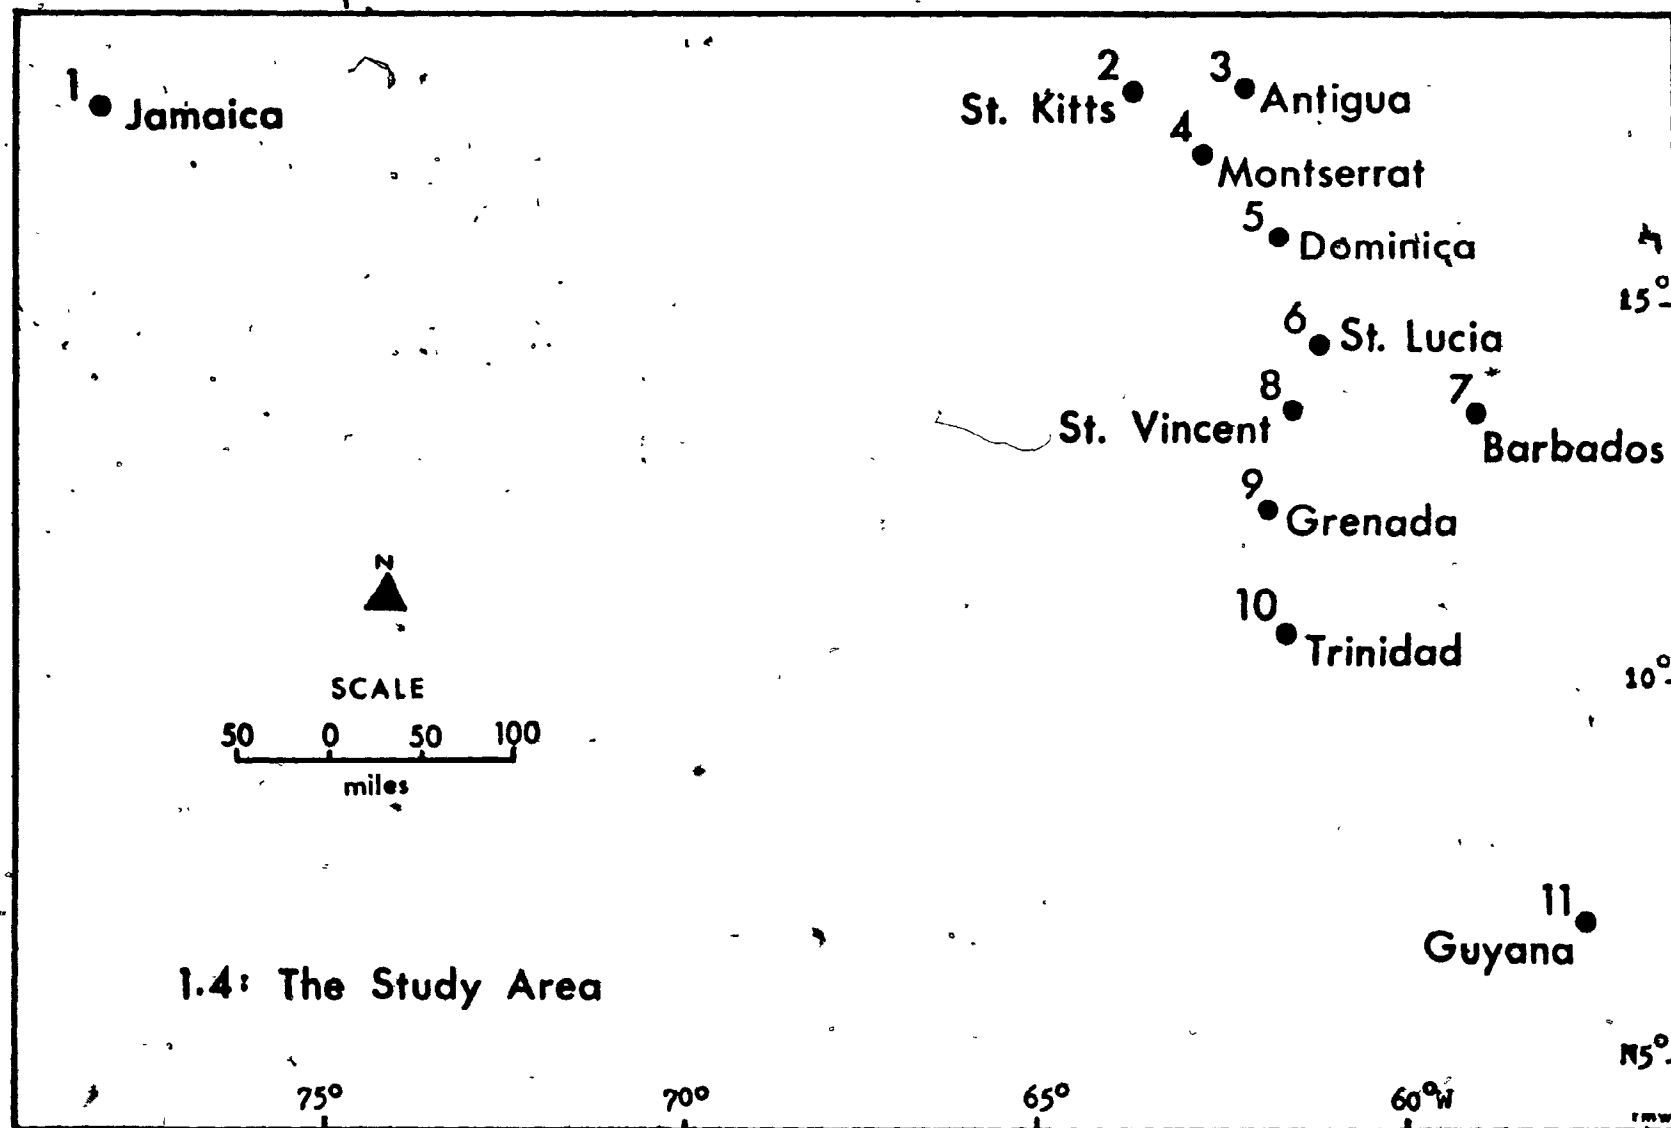 1 Jamaica
2 St. Kitts
3 Antigua
4 Montserrat
5 Dominica
15°
6 St. Lucia
7 Barbados
8 St. Vincent
9 Grenada
N
10 Trinidad
10°
SCALE
50 0 50 100
miles
11 Guyana
1.4: The Study Area
N5°
75° 70° 65° 60°W
rmw